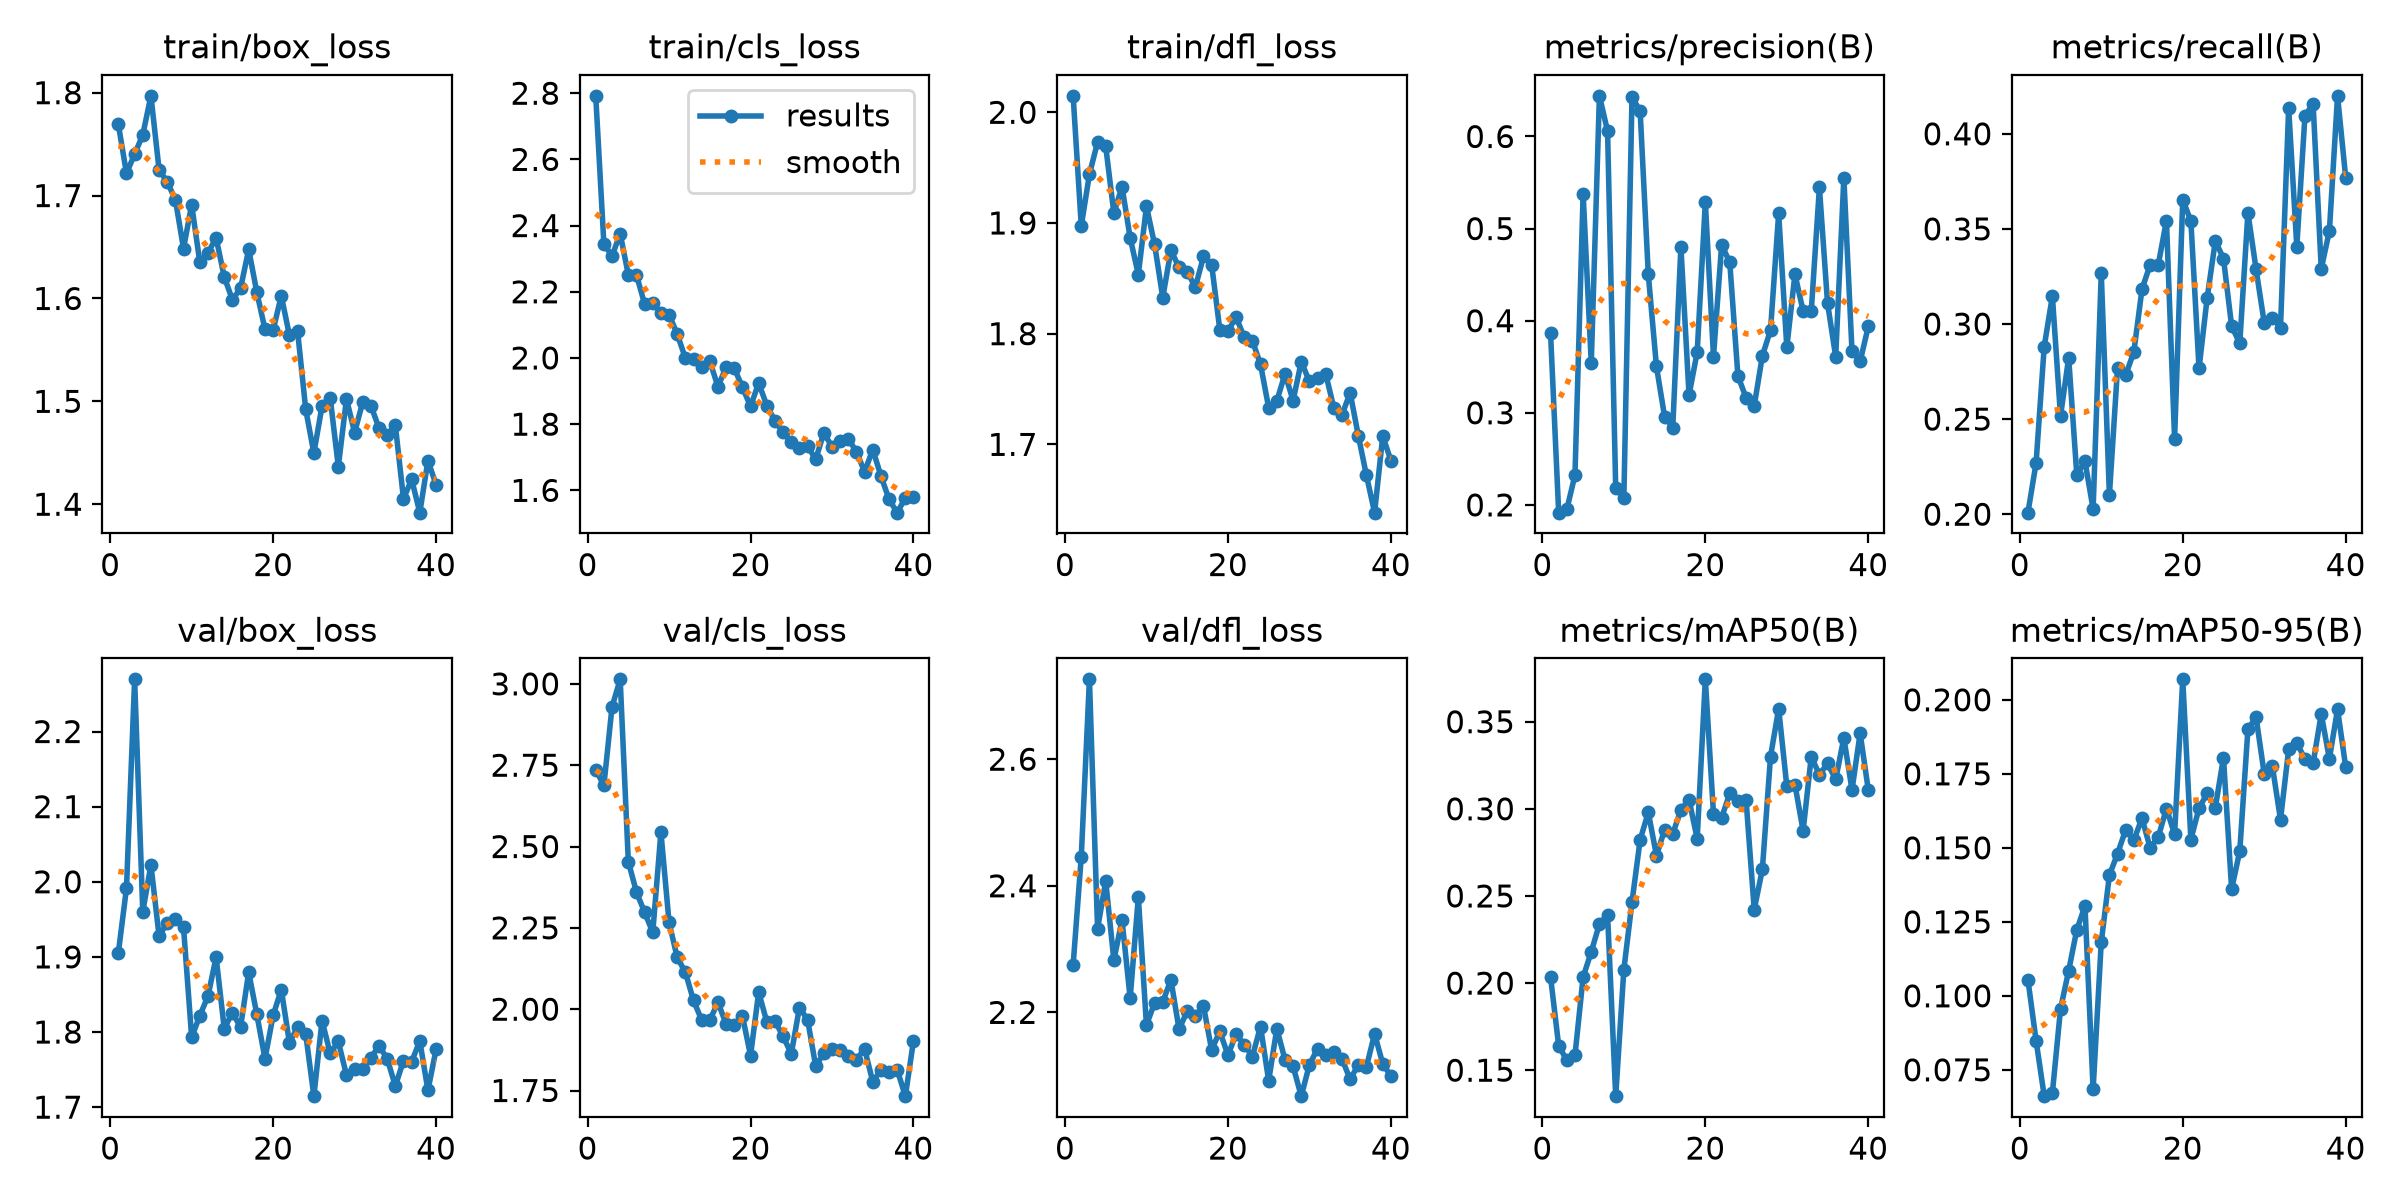 train/box_loss
train/cls_loss
train/dfl_loss
metrics/precision(B)
metrics/recall(B)
1.8
1.7
1.6
1.5
1.4
0 20 40
2.8
2.6
2.4
2.2
2.0
1.8
1.6
0 20 40
results
smooth
2.0
1.9
1.8
1.7
0 20 40
0.6
0.5
0.4
0.3
0.2
0 20 40
0.40
0.35
0.30
0.25
0.20
0 20 40
val/box_loss
val/cls_loss
val/dfl_loss
metrics/mAP50(B)
metrics/mAP50-95(B)
2.2
2.1
2.0
1.9
1.8
1.7
0 20 40
3.00
2.75
2.50
2.25
2.00
1.75
0 20 40
2.6
2.4
2.2
0 20 40
0.35
0.30
0.25
0.20
0.15
0 20 40
0.200
0.175
0.150
0.125
0.100
0.075
0 20 40